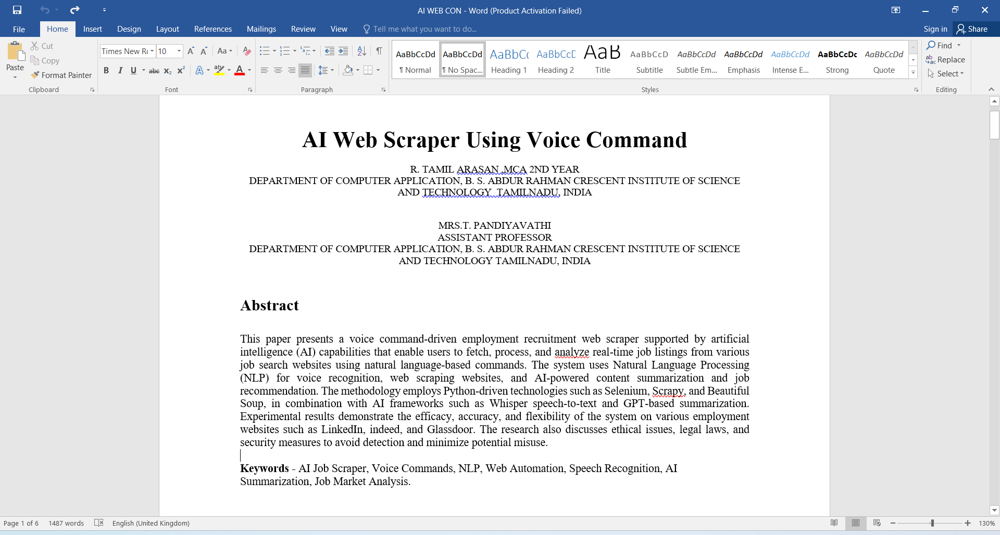 AI WEB CON - Word (Product Activation Failed)
File Home Insert Design Layout References Mailings Review View Tell me what you want to do... Sign in Share
Paste Cut Copy Format Painter Clipboard
Times New Ro 10 Aa
B I U abc X₂ X² A ab A Font
A Z ¶ Paragraph
AaBbCcDd AaBbCcDd AaBbCc AaBbCcD AaB AaBbCcD AaBbCcDd AaBbCcDd AaBbCcDd AaBbCcDc AaBbCcDd
¶ Normal ¶ No Spac... Heading 1 Heading 2 Title Subtitle Subtle Em... Emphasis Intense E... Strong Quote
Styles
Find
Replace
Select
Editing
AI Web Scraper Using Voice Command
R. TAMIL ARASAN ,MCA 2ND YEAR
DEPARTMENT OF COMPUTER APPLICATION, B. S. ABDUR RAHMAN CRESCENT INSTITUTE OF SCIENCE
AND TECHNOLOGY  TAMILNADU, INDIA
MRS.T. PANDIYAVATHI
ASSISTANT PROFESSOR
DEPARTMENT OF COMPUTER APPLICATION, B. S. ABDUR RAHMAN CRESCENT INSTITUTE OF SCIENCE
AND TECHNOLOGY TAMILNADU, INDIA
Abstract
This paper presents a voice command-driven employment recruitment web scraper supported by artificial
intelligence (AI) capabilities that enable users to fetch, process, and analyze real-time job listings from various
job search websites using natural language-based commands. The system uses Natural Language Processing
(NLP) for voice recognition, web scraping websites, and AI-powered content summarization and job
recommendation. The methodology employs Python-driven technologies such as Selenium, Scrapy, and Beautiful
Soup, in combination with AI frameworks such as Whisper speech-to-text and GPT-based summarization.
Experimental results demonstrate the efficacy, accuracy, and flexibility of the system on various employment
websites such as LinkedIn, indeed, and Glassdoor. The research also discusses ethical issues, legal laws, and
security measures to avoid detection and minimize potential misuse.
Keywords - AI Job Scraper, Voice Commands, NLP, Web Automation, Speech Recognition, AI
Summarization, Job Market Analysis.
Page 1 of 6 1487 words English (United Kingdom) 130%